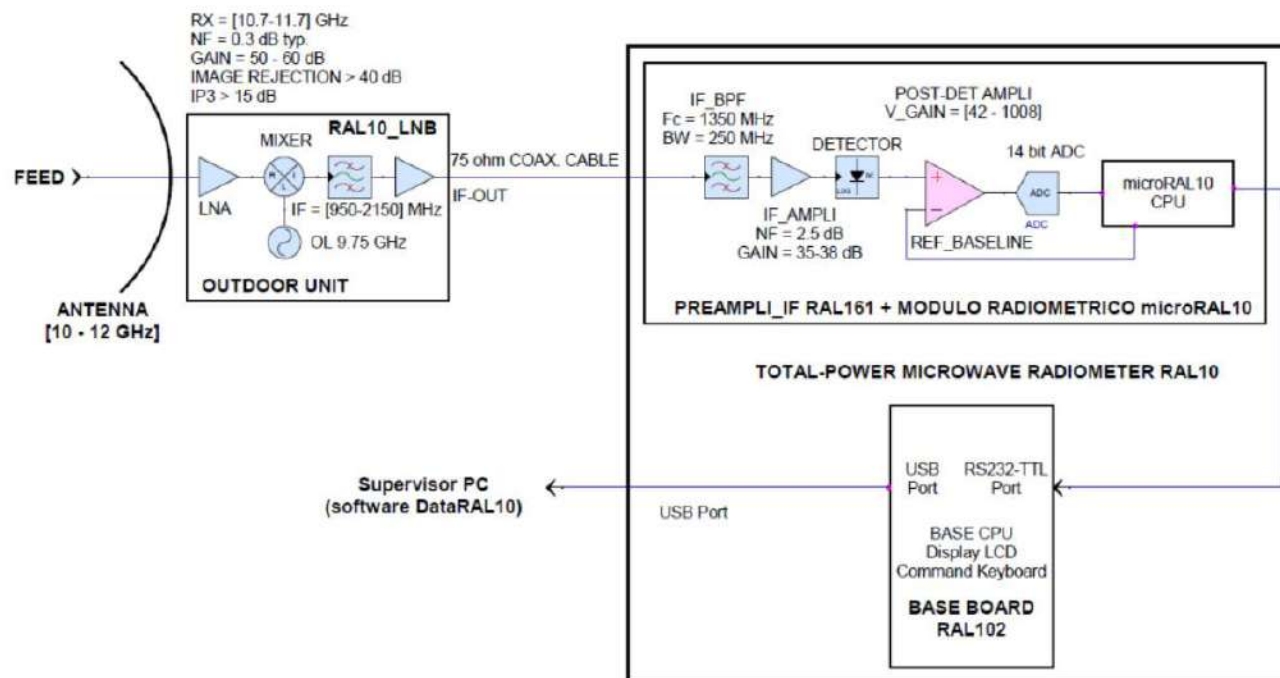 RX = [10.7-11.7] GHz
NF = 0.3 dB typ.
GAIN = 50 - 60 dB
IMAGE REJECTION > 40 dB
IP3 > 15 dB
RAL10_LNB
MIXER
R
I
L
FEED
LNA
IF = [950-2150] MHz
OL 9.75 GHz
OUTDOOR UNIT
ANTENNA
[10 - 12 GHz]
75 ohm COAX. CABLE
IF-OUT
IF_BPF
Fc = 1350 MHz
BW = 250 MHz
DETECTOR
POST-DET AMPLI
V_GAIN = [42 - 1008]
14 bit ADC
ADC
ADC
microRAL10
CPU
+
−
IF_AMPLI
NF = 2.5 dB
GAIN = 35-38 dB
REF_BASELINE
PREAMPLI_IF RAL161 + MODULO RADIOMETRICO microRAL10
TOTAL-POWER MICROWAVE RADIOMETER RAL10
Supervisor PC
(software DataRAL10)
USB Port
USB
Port
RS232-TTL
Port
BASE CPU
Display LCD
Command Keyboard
BASE BOARD
RAL102